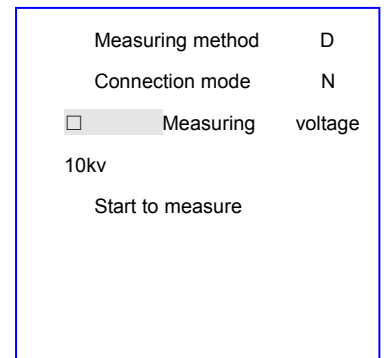 Measuring method D
Connection mode N
□ Measuring voltage
10kv
Start to measure